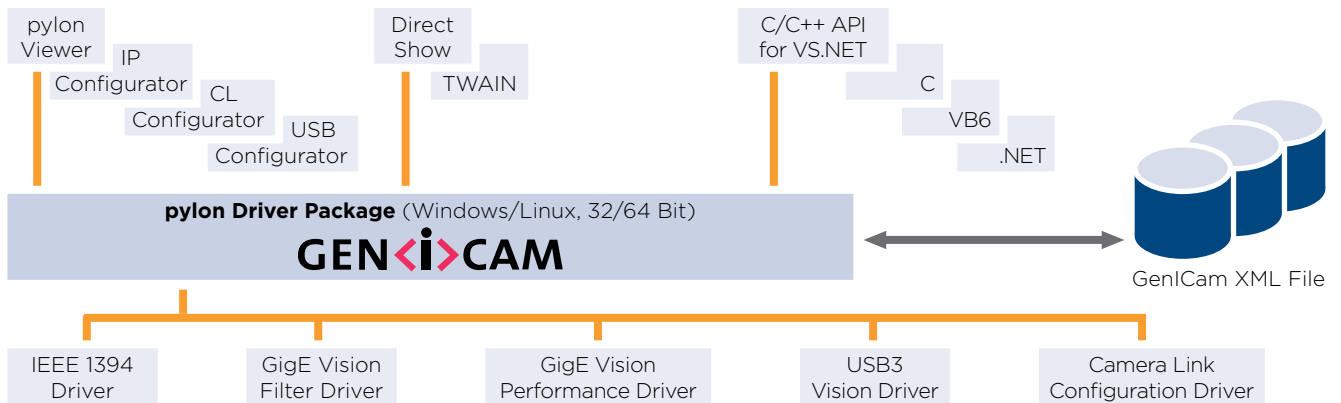 pylon
Viewer
IP
Configurator
CL
Configurator
USB
Configurator
Direct
Show
TWAIN
C/C++ API
for VS.NET
C
VB6
.NET
pylon Driver Package (Windows/Linux, 32/64 Bit)
GEN<i>CAM
GenICam XML File
IEEE 1394
Driver
GigE Vision
Filter Driver
GigE Vision
Performance Driver
USB3
Vision Driver
Camera Link
Configuration Driver